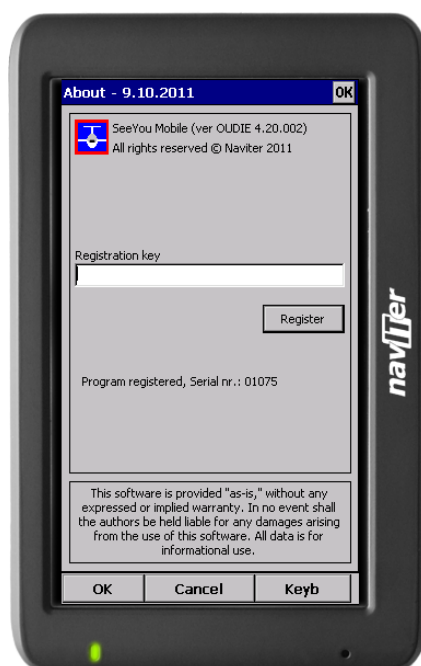 About - 9.10.2011
OK
SeeYou Mobile (ver OUDIE 4.20.002)
All rights reserved © Naviter 2011
Registration key
Register
Program registered, Serial nr.: 01075
This software is provided "as-is," without any
expressed or implied warranty. In no event shall
the authors be held liable for any damages arising
from the use of this software. All data is for
informational use.
OK Cancel Keyb
naviter